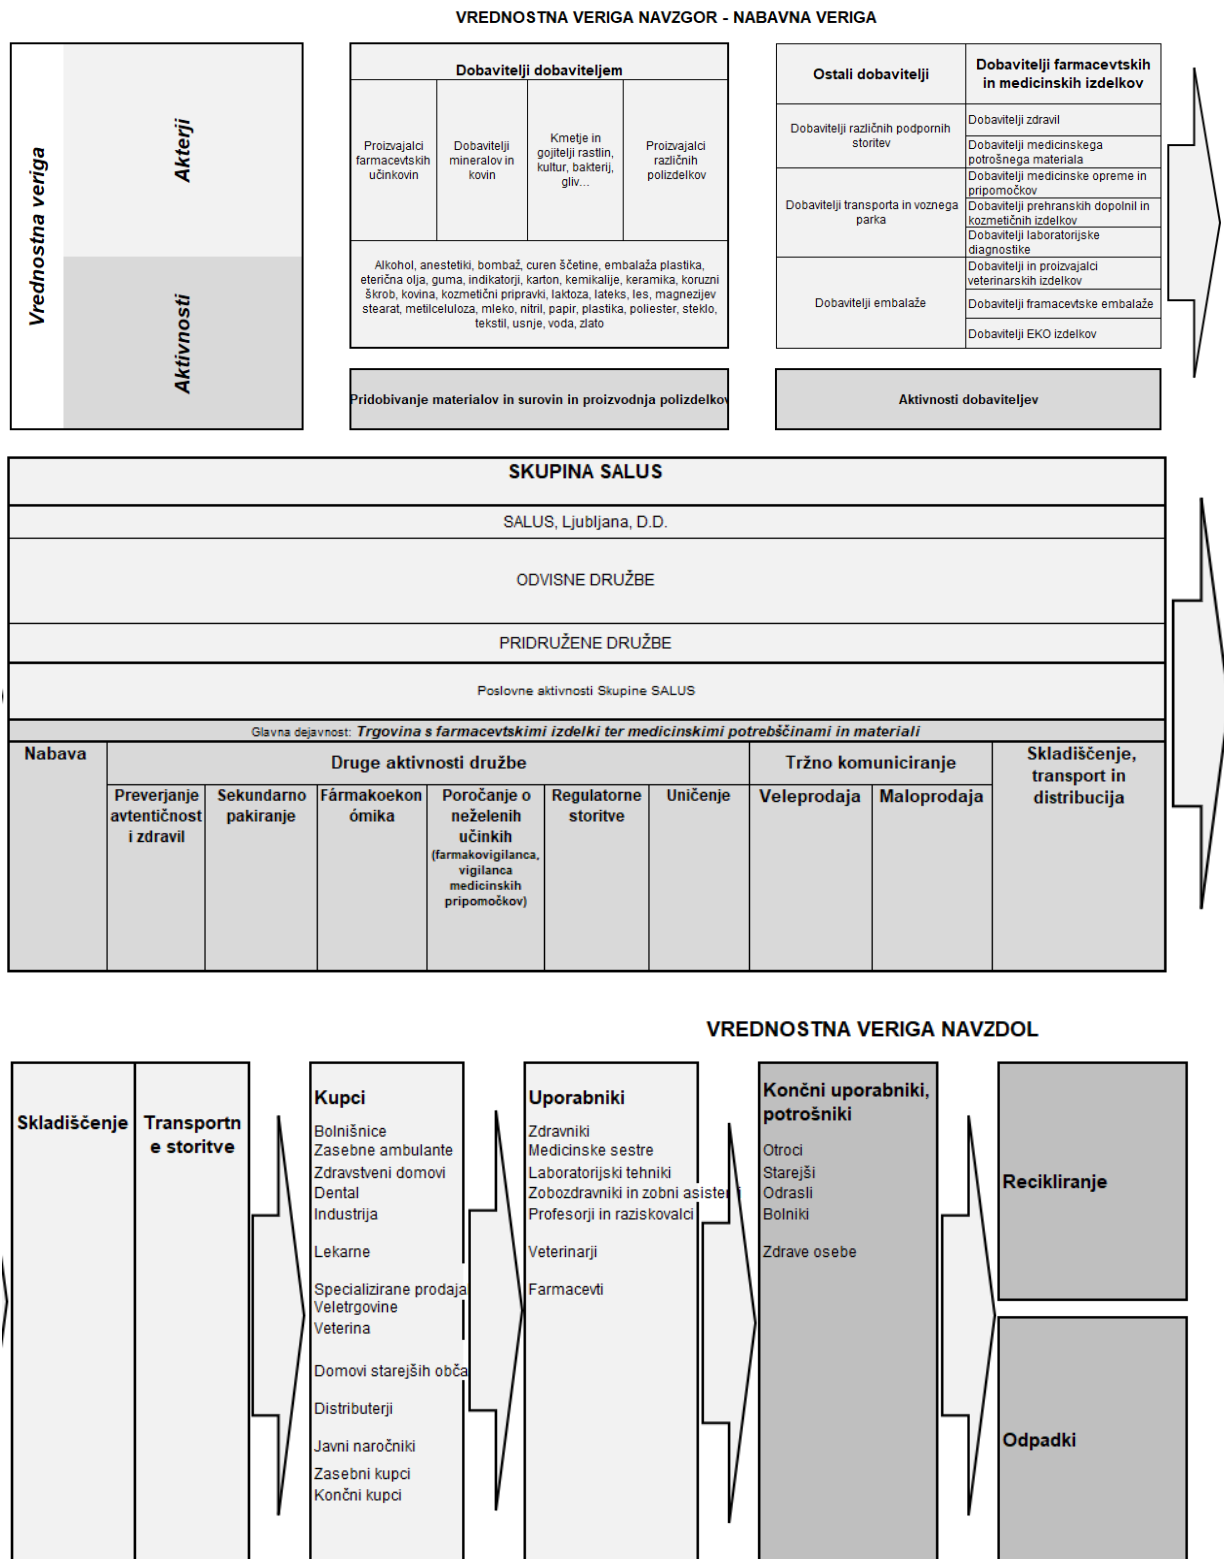 VREDNOSTNA VERIGA NAVZGOR - NABAVNA VERIGA
Vrednostna veriga
Akterji
Aktivnosti
Dobavitelji dobaviteljem
Proizvajalci
farmacevtskih
učinkovin
Dobavitelji
mineralov in
kovin
Kmetje in
gojitelji rastlin,
kultur, bakterij,
gliv...
Proizvajalci
različnih
polizdelkov
Alkohol, anestetiki, bombaž, curen ščetine, embalaža plastika,
eterična olja, guma, indikatorji, karton, kemikalije, keramika, koruzni
škrob, kovina, kozmetični pripravki, laktoza, lateks, les, magnezijev
stearat, metilceluloza, mleko, nitril, papir, plastika, poliester, steklo,
tekstil, usnje, voda, zlato
Pridobivanje materialov in surovin in proizvodnja polizdelkov
Ostali dobavitelji
Dobavitelji farmacevtskih
in medicinskih izdelkov
Dobavitelji različnih podpornih
storitev
Dobavitelji transporta in voznega
parka
Dobavitelji embalaže
Dobavitelji zdravil
Dobavitelji medicinskega
potrošnega materiala
Dobavitelji medicinske opreme in
pripomočkov
Dobavitelji prehranskih dopolnil in
kozmetičnih izdelkov
Dobavitelji laboratorijske
diagnostike
Dobavitelji in proizvajalci
veterinarskih izdelkov
Dobavitelji framacevtske embalaže
Dobavitelji EKO izdelkov
Aktivnosti dobaviteljev
SKUPINA SALUS
SALUS, Ljubljana, D.D.
ODVISNE DRUŽBE
PRIDRUŽENE DRUŽBE
Poslovne aktivnosti Skupine SALUS
Glavna dejavnost: Trgovina s farmacevtskimi izdelki ter medicinskimi potrebščinami in materiali
Nabava
Druge aktivnosti družbe
Tržno komuniciranje
Skladiščenje,
transport in
distribucija
Preverjanje
avtentičnost
i zdravil
Sekundarno
pakiranje
Fármakoekon
ómika
Poročanje o
neželenih
učinkih
(farmakovigilanca,
vigilanca
medicinskih
pripomočkov)
Regulatorne
storitve
Uničenje
Veleprodaja
Maloprodaja
VREDNOSTNA VERIGA NAVZDOL
Skladiščenje
Transportn
e storitve
Kupci
Bolnišnice
Zasebne ambulante
Zdravstveni domovi
Dental
Industrija
Lekarne
Specializirane prodaja
Veletrgovine
Veterina
Domovi starejših obča
Distributerji
Javni naročniki
Zasebni kupci
Končni kupci
Uporabniki
Zdravniki
Medicinske sestre
Laboratorijski tehniki
Zobozdravniki in zobni asistenti
Profesorji in raziskovalci
Veterinarji
Farmacevti
Končni uporabniki,
potrošniki
Otroci
Starejši
Odrasli
Bolniki
Zdrave osebe
Recikliranje
Odpadki